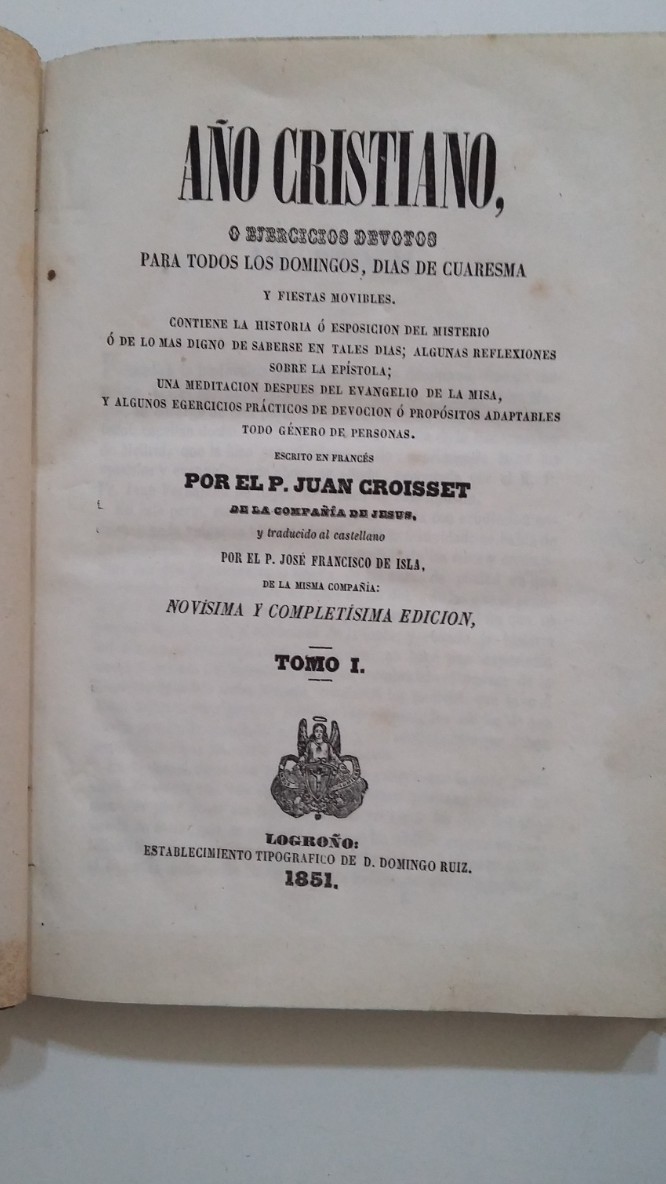 AÑO CRISTIANO,
O EJERCICIOS DEVOTOS
PARA TODOS LOS DOMINGOS, DIAS DE CUARESMA
Y FIESTAS MOVIBLES.
CONTIENE LA HISTORIA Ó ESPOSICION DEL MISTERIO
Ó DE LO MAS DIGNO DE SABERSE EN TALES DIAS; ALGUNAS REFLEXIONES
SOBRE LA EPÍSTOLA;
UNA MEDITACION DESPUES DEL EVANGELIO DE LA MISA,
Y ALGUNOS EGERCICIOS PRÁCTICOS DE DEVOCION Ó PROPÓSITOS ADAPTABLES
TODO GÉNERO DE PERSONAS.
ESCRITO EN FRANCÉS
POR EL P. JUAN CROISSET
DE LA COMPAÑÍA DE JESUS,
y traducido al castellano
POR EL P. JOSÉ FRANCISCO DE ISLA,
DE LA MISMA COMPAÑÍA:
NOVÍSIMA Y COMPLETÍSIMA EDICION,
TOMO I.
LOGROÑO:
ESTABLECIMIENTO TIPOGRAFICO DE D. DOMINGO RUIZ.
1851.